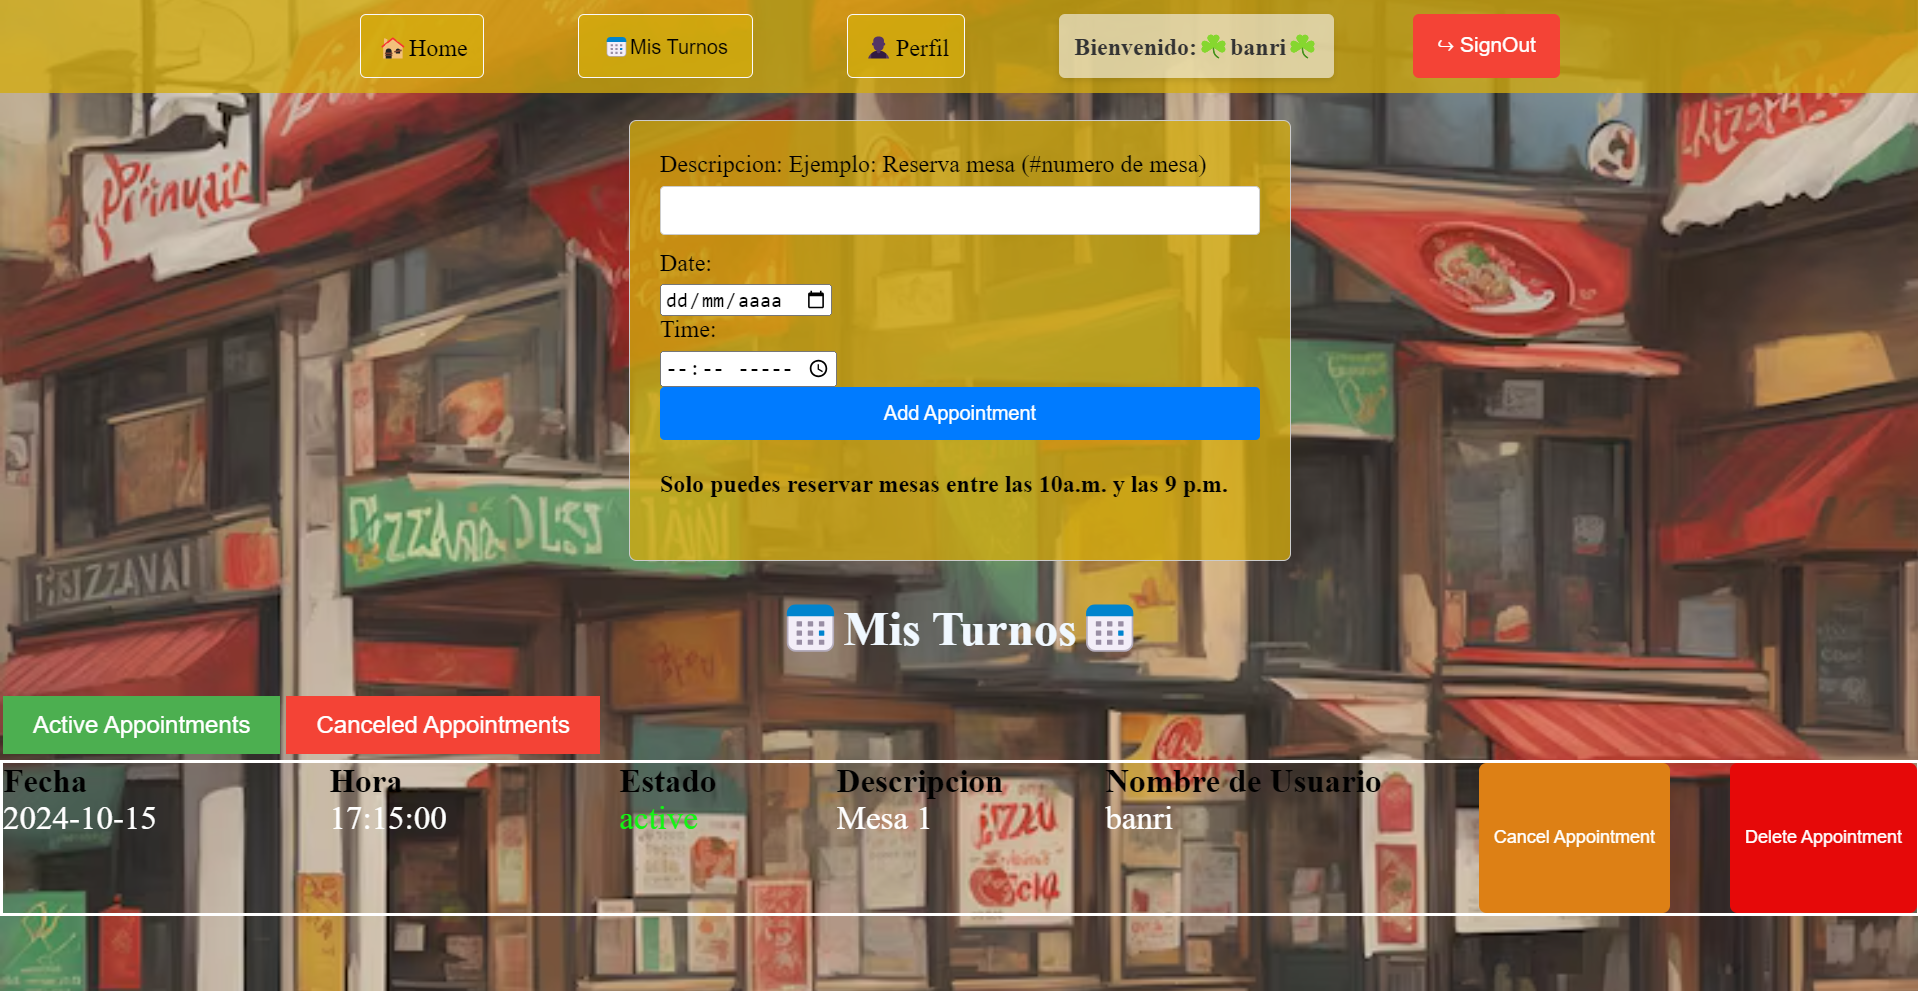 Home
Mis Turnos
Perfil
Bienvenido: ☘banri☘
↪ SignOut
Descripcion: Ejemplo: Reserva mesa (#numero de mesa)
Date:
dd/mm/aaaa
Time:
--:-- -----
Add Appointment
Solo puedes reservar mesas entre las 10a.m. y las 9 p.m.
Mis Turnos
Active Appointments Canceled Appointments
Fecha Hora Estado Descripcion Nombre de Usuario
2024-10-15 17:15:00 active Mesa 1 banri
Cancel Appointment Delete Appointment